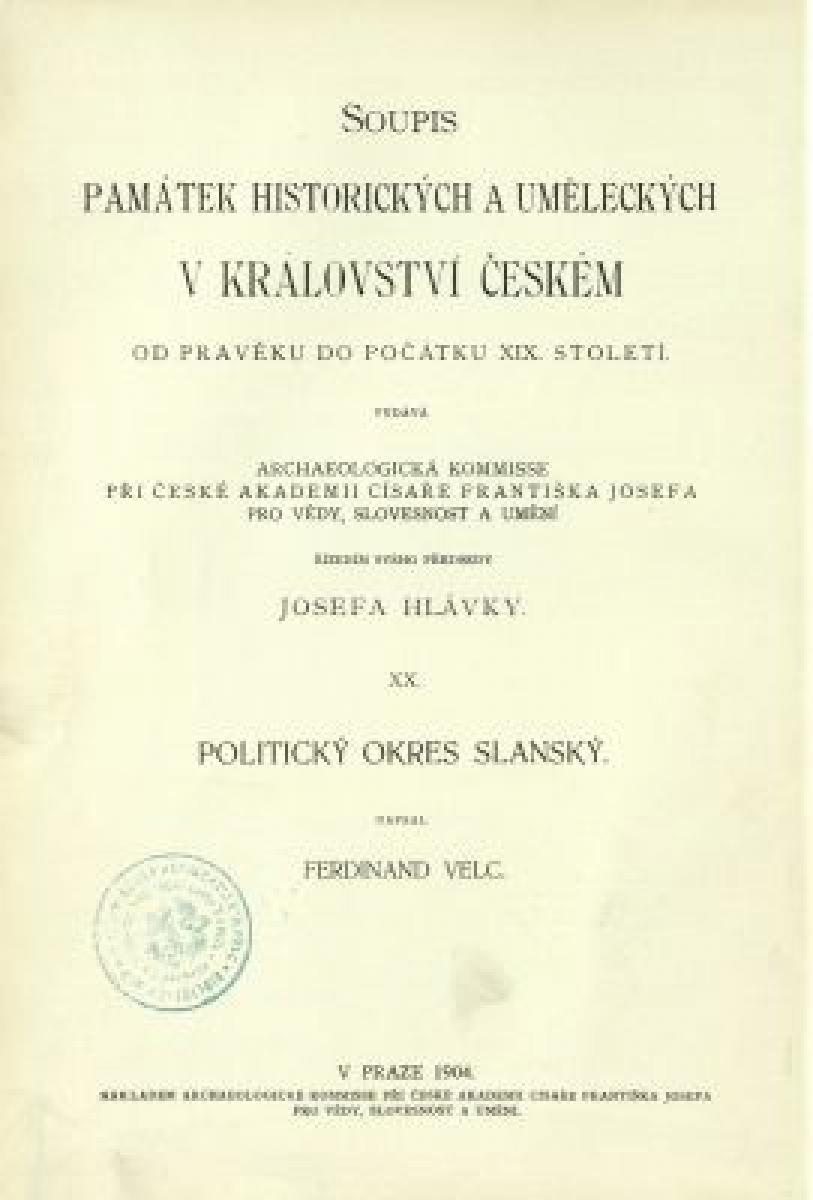 SOUPIS
PAMÁTEK HISTORICKÝCH A UMĚLECKÝCH
V KRÁLOVSTVÍ ČESKÉM
OD PRAVĚKU DO POČÁTKU XIX. STOLETÍ.
VYDÁVÁ
ARCHAEOLOGICKÁ KOMMISSE
PŘI ČESKÉ AKADEMII CÍSAŘE FRANTIŠKA JOSEFA
PRO VĚDY, SLOVESNOST A UMĚNÍ
ŘÍZENÍM SVÉHO PŘEDSEDY
JOSEFA HLÁVKY.
XX.
POLITICKÝ OKRES SLANSKÝ.
NAPSAL
FERDINAND VELC.
V PRAZE 1904.
NÁKLADEM ARCHAEOLOGICKÉ KOMMISSE PŘI ČESKÉ AKADEMII CÍSAŘE FRANTIŠKA JOSEFA
PRO VĚDY, SLOVESNOST A UMĚNÍ.